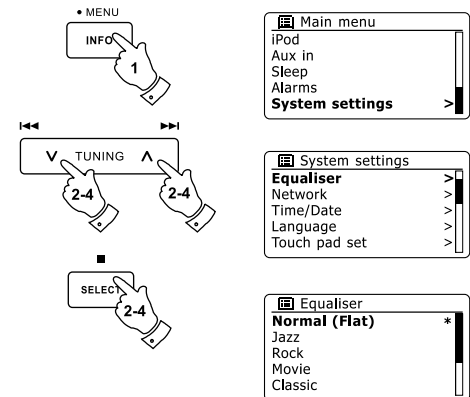 • MENU
INFO
1
V TUNING Λ
2-4
2-4
SELECT
2-4
Main menu
iPod
Aux in
Sleep
Alarms
System settings >
System settings
Equaliser >
Network >
Time/Date >
Language >
Touch pad set >
Equaliser
Normal (Flat) *
Jazz
Rock
Movie
Classic